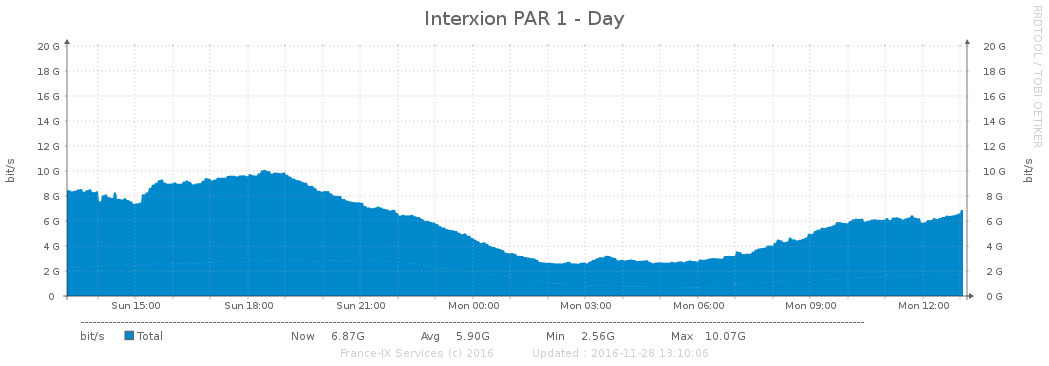 Interxion PAR 1 - Day
RRDTOOL / TOBI OETIKER
bit/s
bit/s
20 G 20 G
18 G 18 G
16 G 16 G
14 G 14 G
12 G 12 G
10 G 10 G
8 G 8 G
6 G 6 G
4 G 4 G
2 G 2 G
0 0 G
Sun 15:00 Sun 18:00 Sun 21:00 Mon 00:00 Mon 03:00 Mon 06:00 Mon 09:00 Mon 12:00
bit/s Total Now 6.87G Avg 5.90G Min 2.56G Max 10.07G
France-IX Services (c) 2016 Updated : 2016-11-28 13:10:06